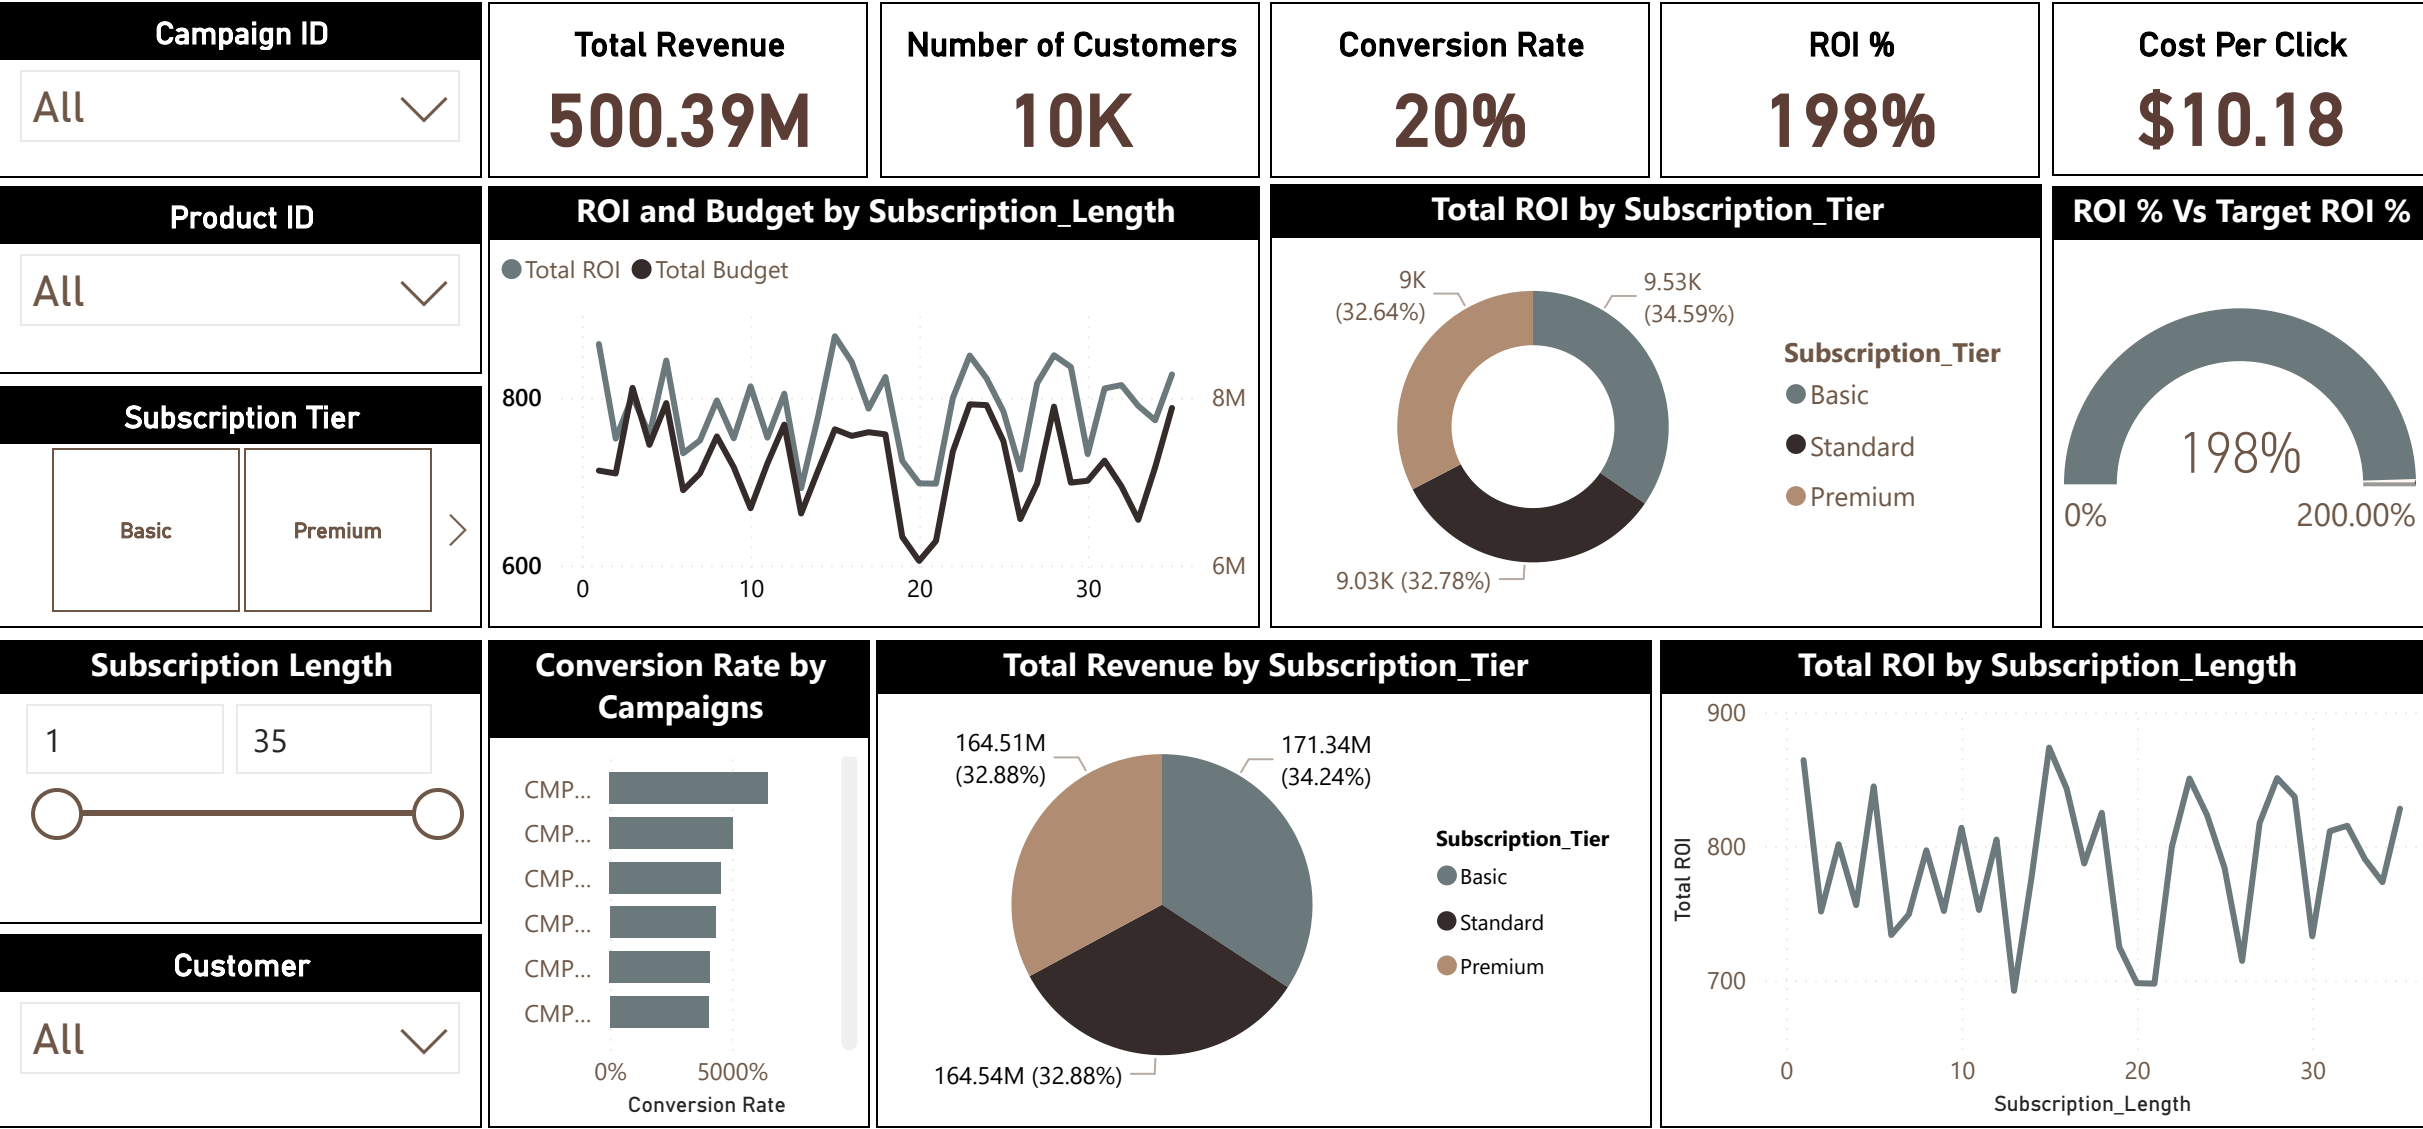 Campaign ID
All
Total Revenue
500.39M
Number of Customers
10K
Conversion Rate
20%
ROI %
198%
Cost Per Click
$10.18
Product ID
All
Subscription Tier
Basic
Premium
ROI and Budget by Subscription_Length
Total ROI
Total Budget
800
600
8M
6M
0
10
20
30
Total ROI by Subscription_Tier
9K
(32.64%)
9.53K
(34.59%)
9.03K (32.78%)
Subscription_Tier
Basic
Standard
Premium
ROI % Vs Target ROI %
198%
0%
200.00%
Subscription Length
1
35
Customer
All
Conversion Rate by
Campaigns
CMP...
CMP...
CMP...
CMP...
CMP...
CMP...
0%
5000%
Conversion Rate
Total Revenue by Subscription_Tier
164.51M
(32.88%)
171.34M
(34.24%)
164.54M (32.88%)
Subscription_Tier
Basic
Standard
Premium
Total ROI by Subscription_Length
Total ROI
900
800
700
0
10
20
30
Subscription_Length